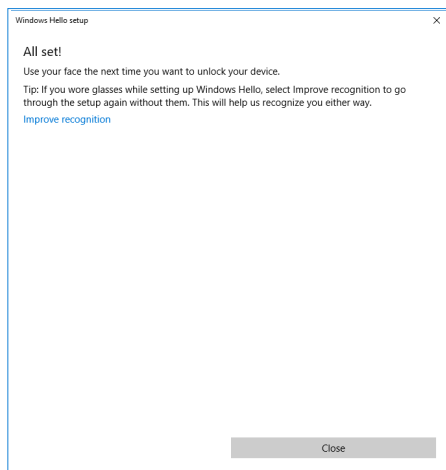 Windows Hello setup
All set!
Use your face the next time you want to unlock your device.
Tip: If you wore glasses while setting up Windows Hello, select Improve recognition to go
through the setup again without them. This will help us recognize you either way.
Improve recognition
Close